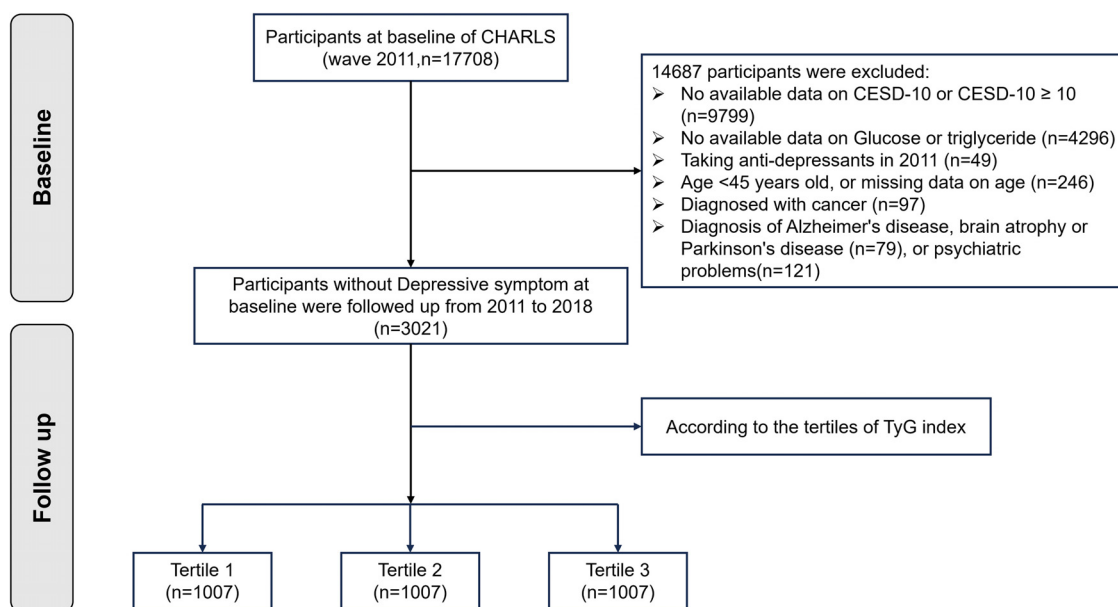 Baseline
Participants at baseline of CHARLS
(wave 2011,n=17708)
14687 participants were excluded:
➢ No available data on CESD-10 or CESD-10 ≥ 10
(n=9799)
➢ No available data on Glucose or triglyceride (n=4296)
➢ Taking anti-depressants in 2011 (n=49)
➢ Age <45 years old, or missing data on age (n=246)
➢ Diagnosed with cancer (n=97)
➢ Diagnosis of Alzheimer's disease, brain atrophy or
Parkinson's disease (n=79), or psychiatric
problems(n=121)
Participants without Depressive symptom at
baseline were followed up from 2011 to 2018
(n=3021)
Follow up
According to the tertiles of TyG index
Tertile 1
(n=1007)
Tertile 2
(n=1007)
Tertile 3
(n=1007)